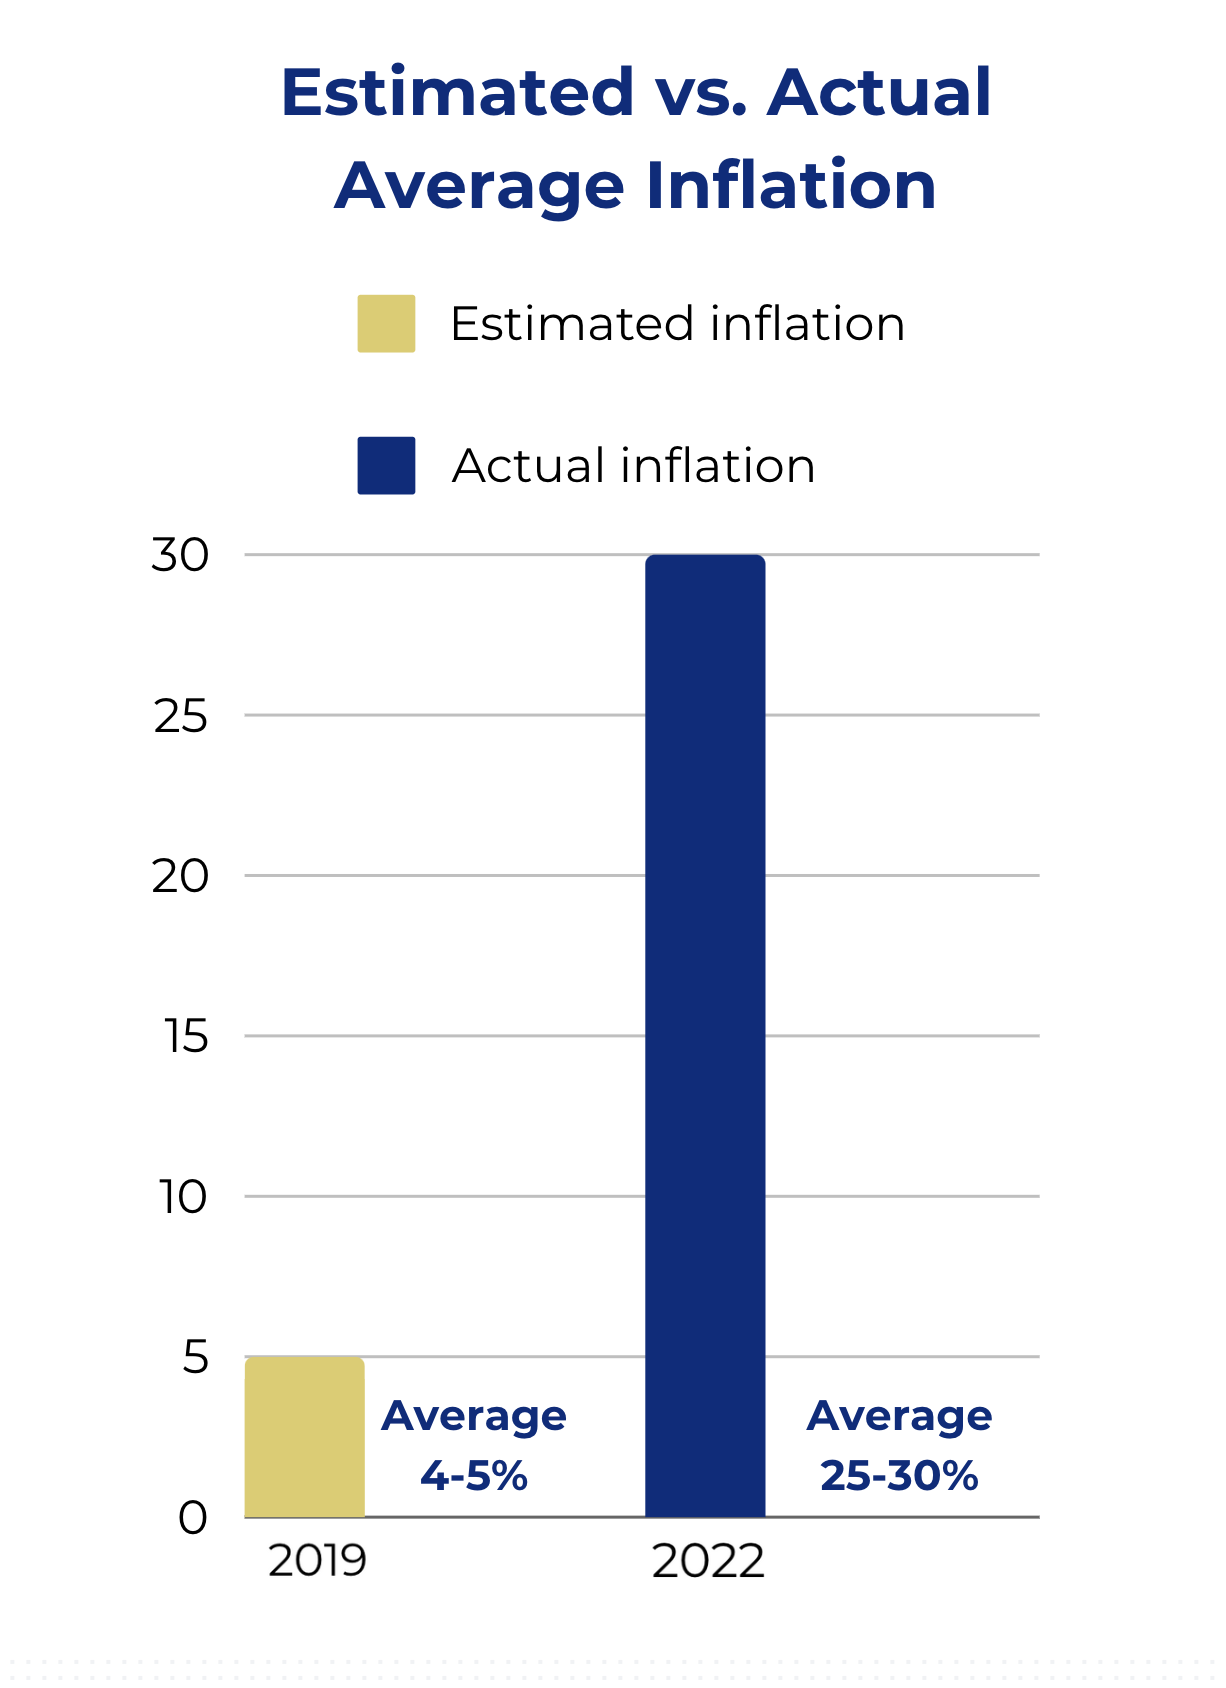 Estimated vs. Actual
Average Inflation
Estimated inflation
Actual inflation
30
25
20
15
10
5
Average
4-5%
Average
25-30%
0
2019
2022